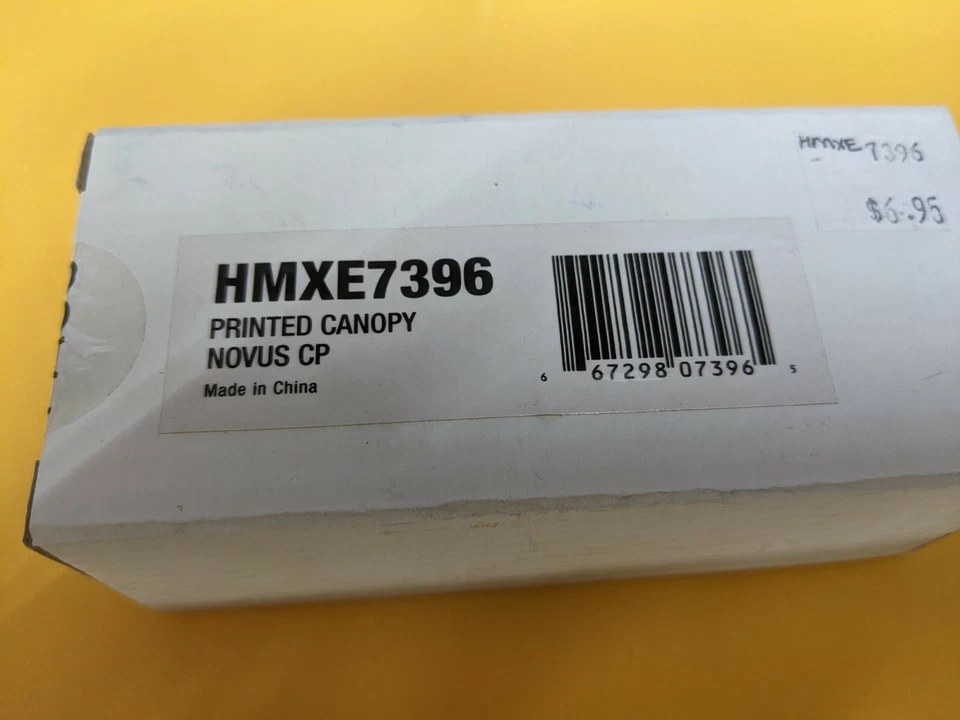 HMXE 7396
$6.95
HMXE7396
PRINTED CANOPY
NOVUS CP
Made in China
6 67298 07396 5